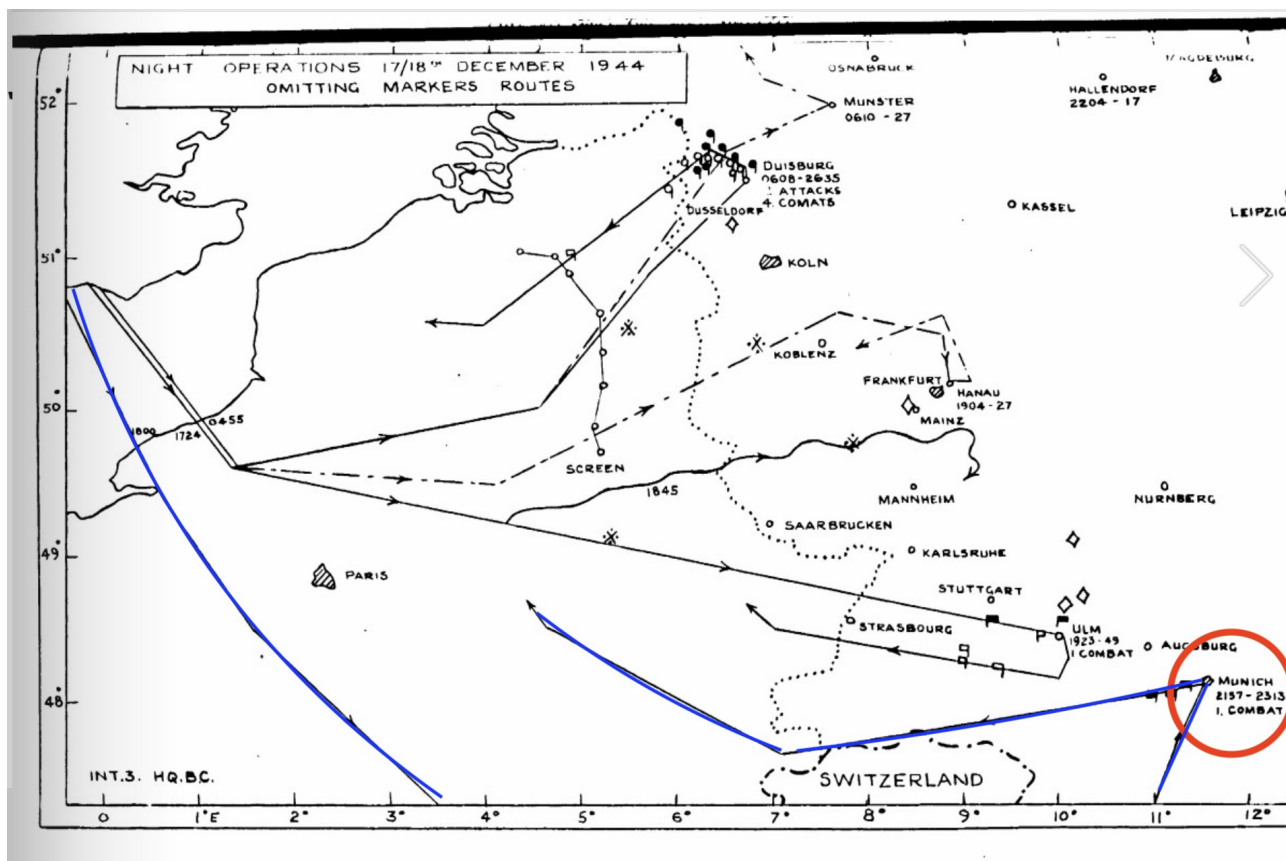 NIGHT OPERATIONS 17/18TH DECEMBER 1944
OMITTING MARKERS ROUTES
OSNABRUCK
MAGDEBURG
HALLENDORF
2204-17
52°
MUNSTER
0610-27
DUISBURG
0608-2635
ATTACKS
4. COMATS
DUSSELDORF
KASSEL
LEIPZIG
51°
KOLN
KOBLENZ
FRANKFURT
HANAU
1904-27
MAINZ
50°
1800
1724
0455
SCREEN
1845
MANNHEIM
NURNBERG
SAARBRUCKEN
49°
KARLSRUHE
PARIS
STUTTGART
STRASBOURG
ULM
1923-49
1 COMBAT
AUGSBURG
48°
MUNICH
2157-2313
1. COMBAT
INT.3. HQ.B.C.
SWITZERLAND
0 1°E 2° 3° 4° 5° 6° 7° 8° 9° 10° 11° 12°